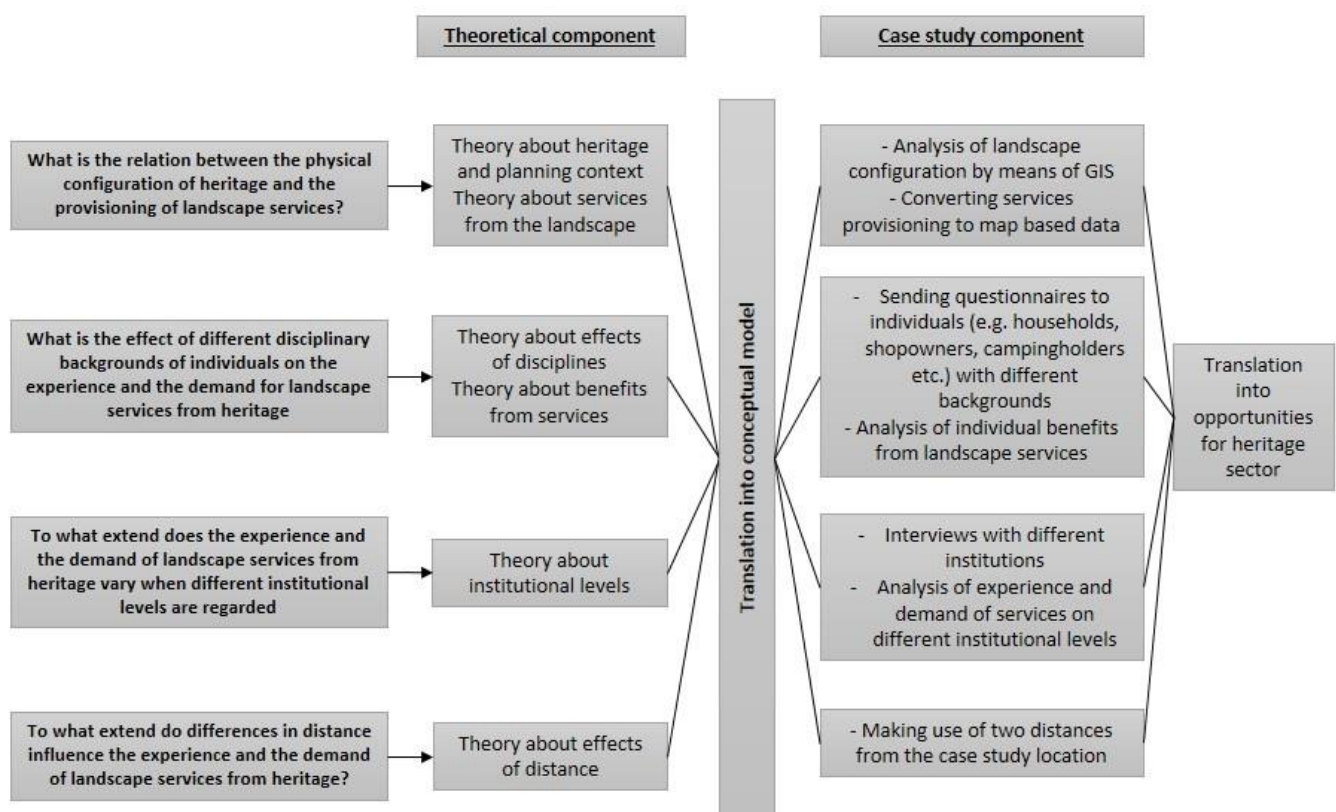 Theoretical component
Case study component
What is the relation between the physical
configuration of heritage and the
provisioning of landscape services?
Theory about heritage
and planning context
Theory about services
from the landscape
- Analysis of landscape
configuration by means of GIS
- Converting services
provisioning to map based data
What is the effect of different disciplinary
backgrounds of individuals on the
experience and the demand for landscape
services from heritage
Theory about effects
of disciplines
Theory about benefits
from services
Translation into conceptual model
- Sending questionnaires to
individuals (e.g. households,
shopowners, campingholders
etc.) with different
backgrounds
- Analysis of individual benefits
from landscape services
Translation
into
opportunities
for heritage
sector
To what extend does the experience and
the demand of landscape services from
heritage vary when different institutional
levels are regarded
Theory about
institutional levels
- Interviews with different
institutions
- Analysis of experience and
demand of services on
different institutional levels
To what extend do differences in distance
influence the experience and the demand
of landscape services from heritage?
Theory about effects
of distance
- Making use of two distances
from the case study location